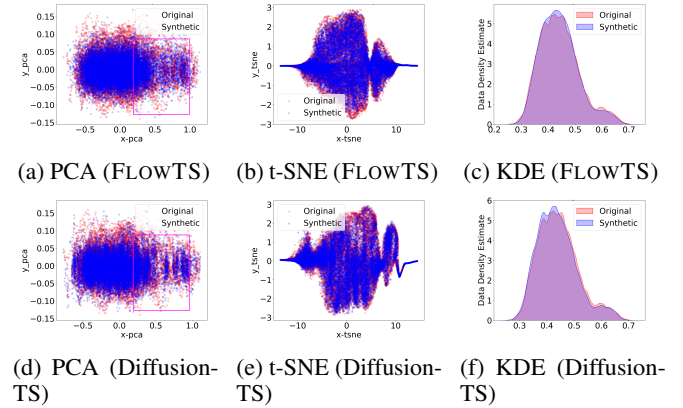 Original
Synthetic
0.15
0.10
0.05
0.00
−0.05
−0.10
−0.15
y_pca
−0.5
0.0
0.5
1.0
x-pca
(a) PCA (FLOWTS)
3
2
1
0
−1
−2
−3
y_tsne
Original
Synthetic
−10
0
10
x-tsne
(b) t-SNE (FLOWTS)
Original
Synthetic
5
4
3
2
1
0
Data Density Estimate
0.2
0.3
0.4
0.5
0.6
0.7
(c) KDE (FLOWTS)
Original
Synthetic
0.15
0.10
0.05
0.00
−0.05
−0.10
−0.15
y_pca
−0.5
0.0
0.5
1.0
x-pca
(d) PCA (Diffusion-
TS)
Original
Synthetic
3
2
1
0
−1
−2
−3
y_tsne
−10
0
10
x-tsne
(e) t-SNE (Diffusion-
TS)
Original
Synthetic
6
5
4
3
2
1
0
Data Density Estimate
0.3
0.4
0.5
0.6
0.7
(f) KDE (Diffusion-
TS)